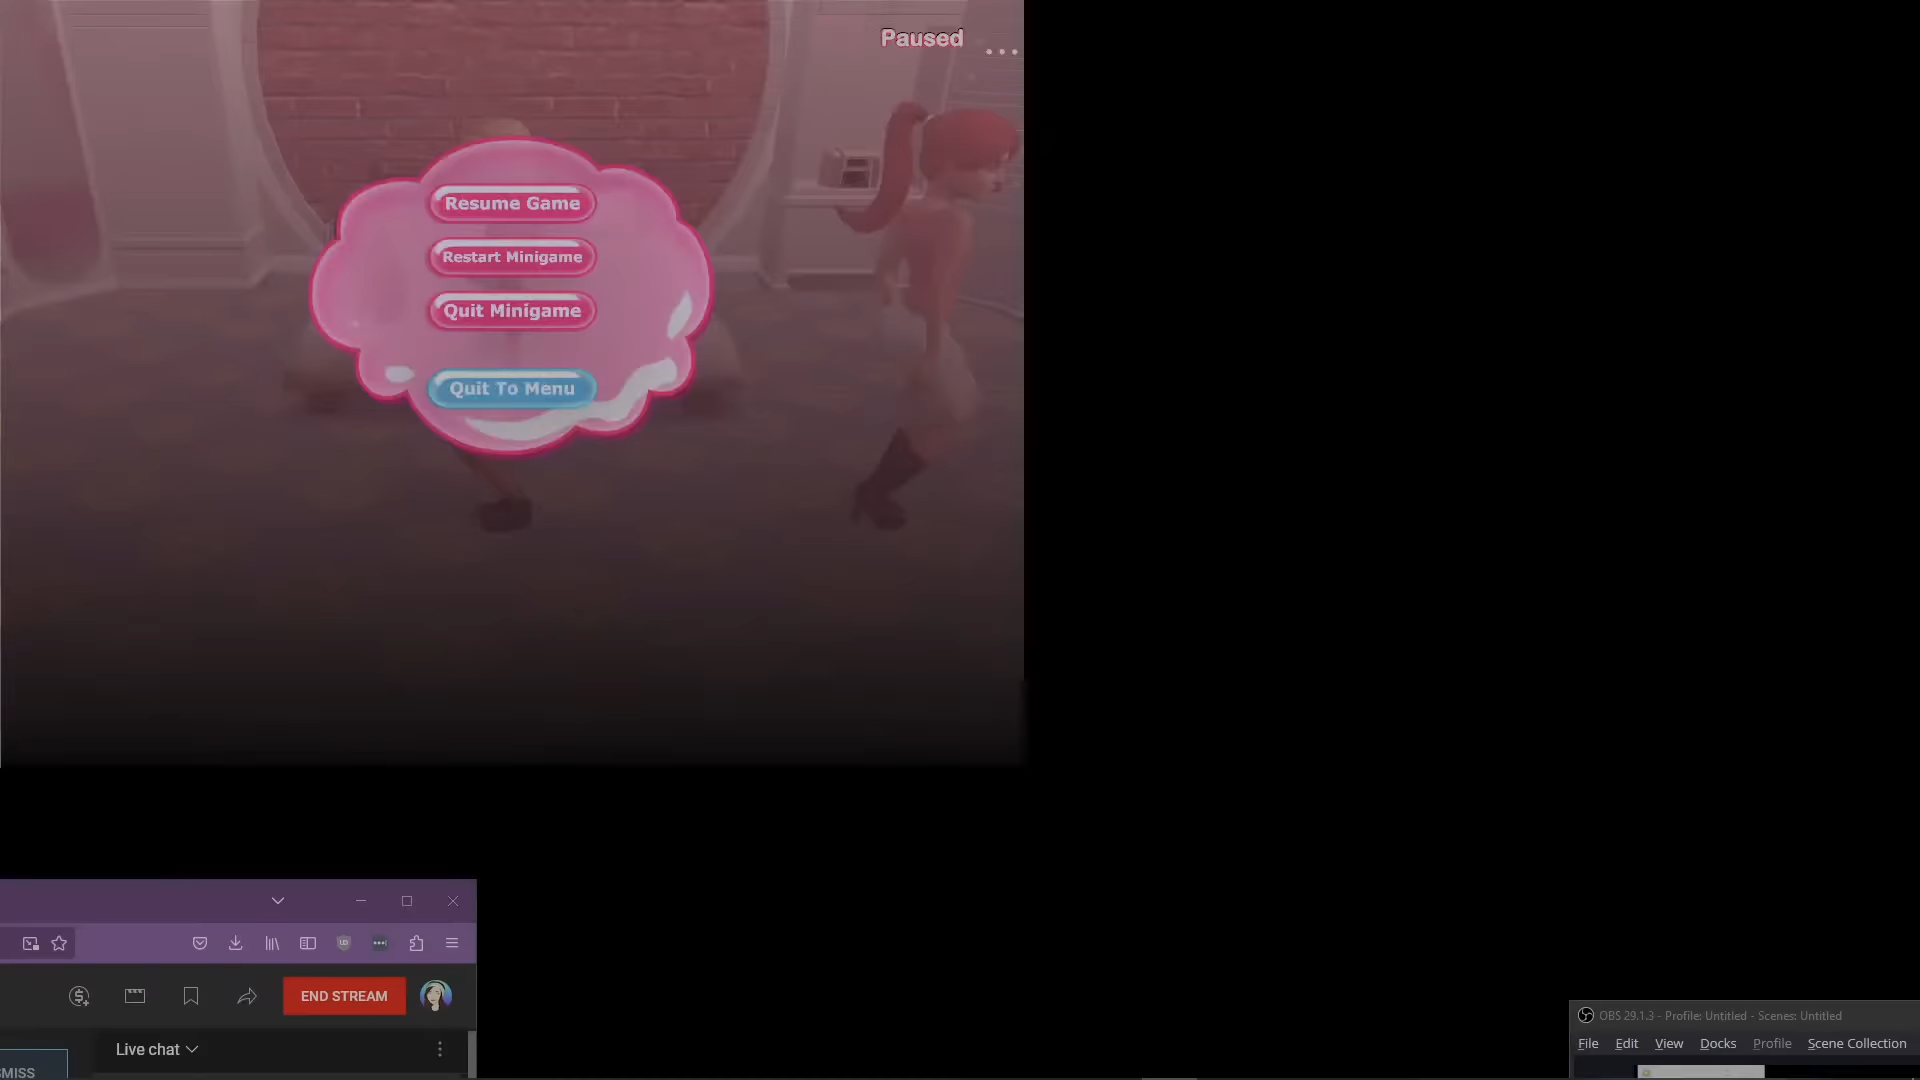 Paused
Resume Game
Restart Minigame
Quit Minigame
Quit To Menu
END STREAM
Live chat
MISS
OBS 29.1.3 - Profile: Untitled - Scenes: Untitled
File Edit View Docks Profile Scene Collection